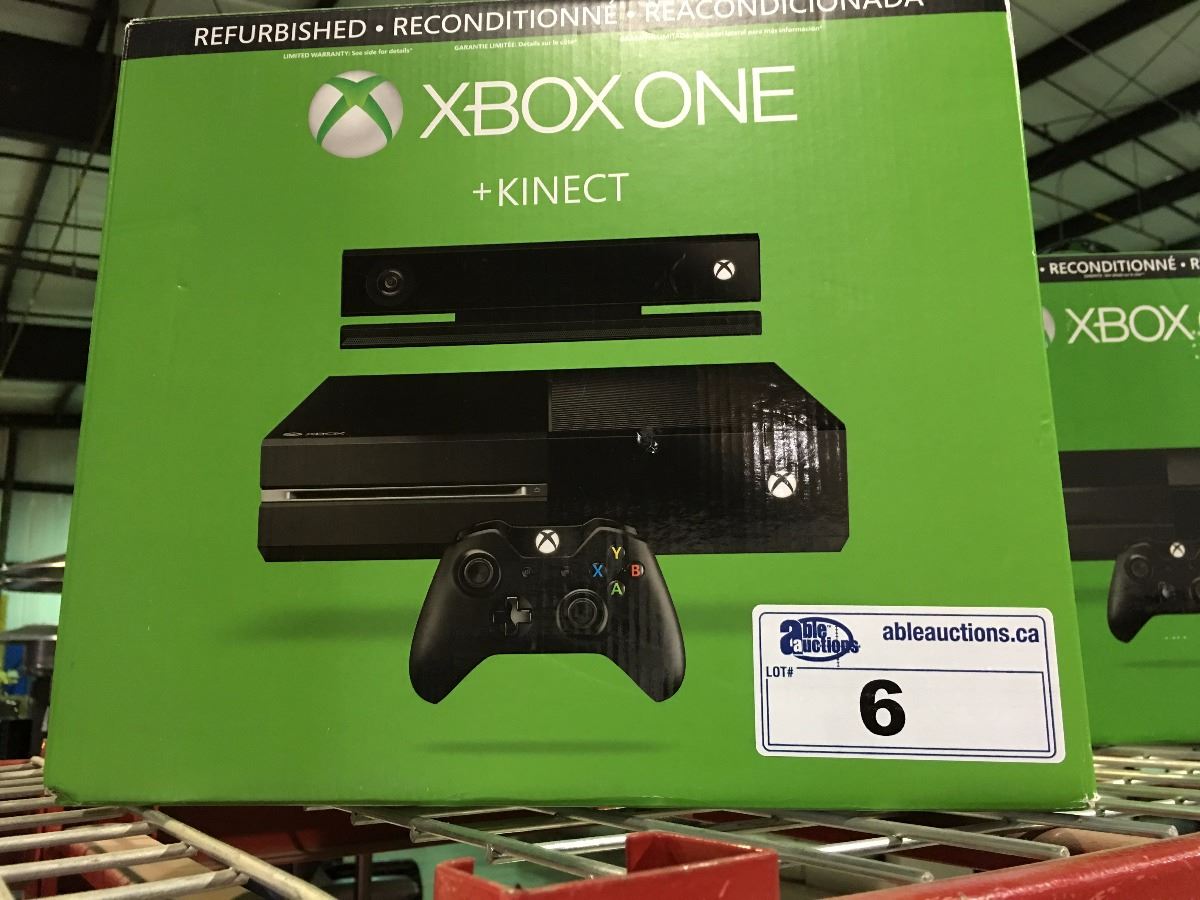 REFURBISHED • RECONDITIONNÉ • REACONDICIONADA
LIMITED WARRANTY: See side for details*
GARANTIE LIMITÉE: Détails sur le côté*
XBOX ONE
+KINECT
XBOX
Y
X B
A
able
auctions
ableauctions.ca
LOT#
6
• RECONDITIONNÉ • R
XBOX